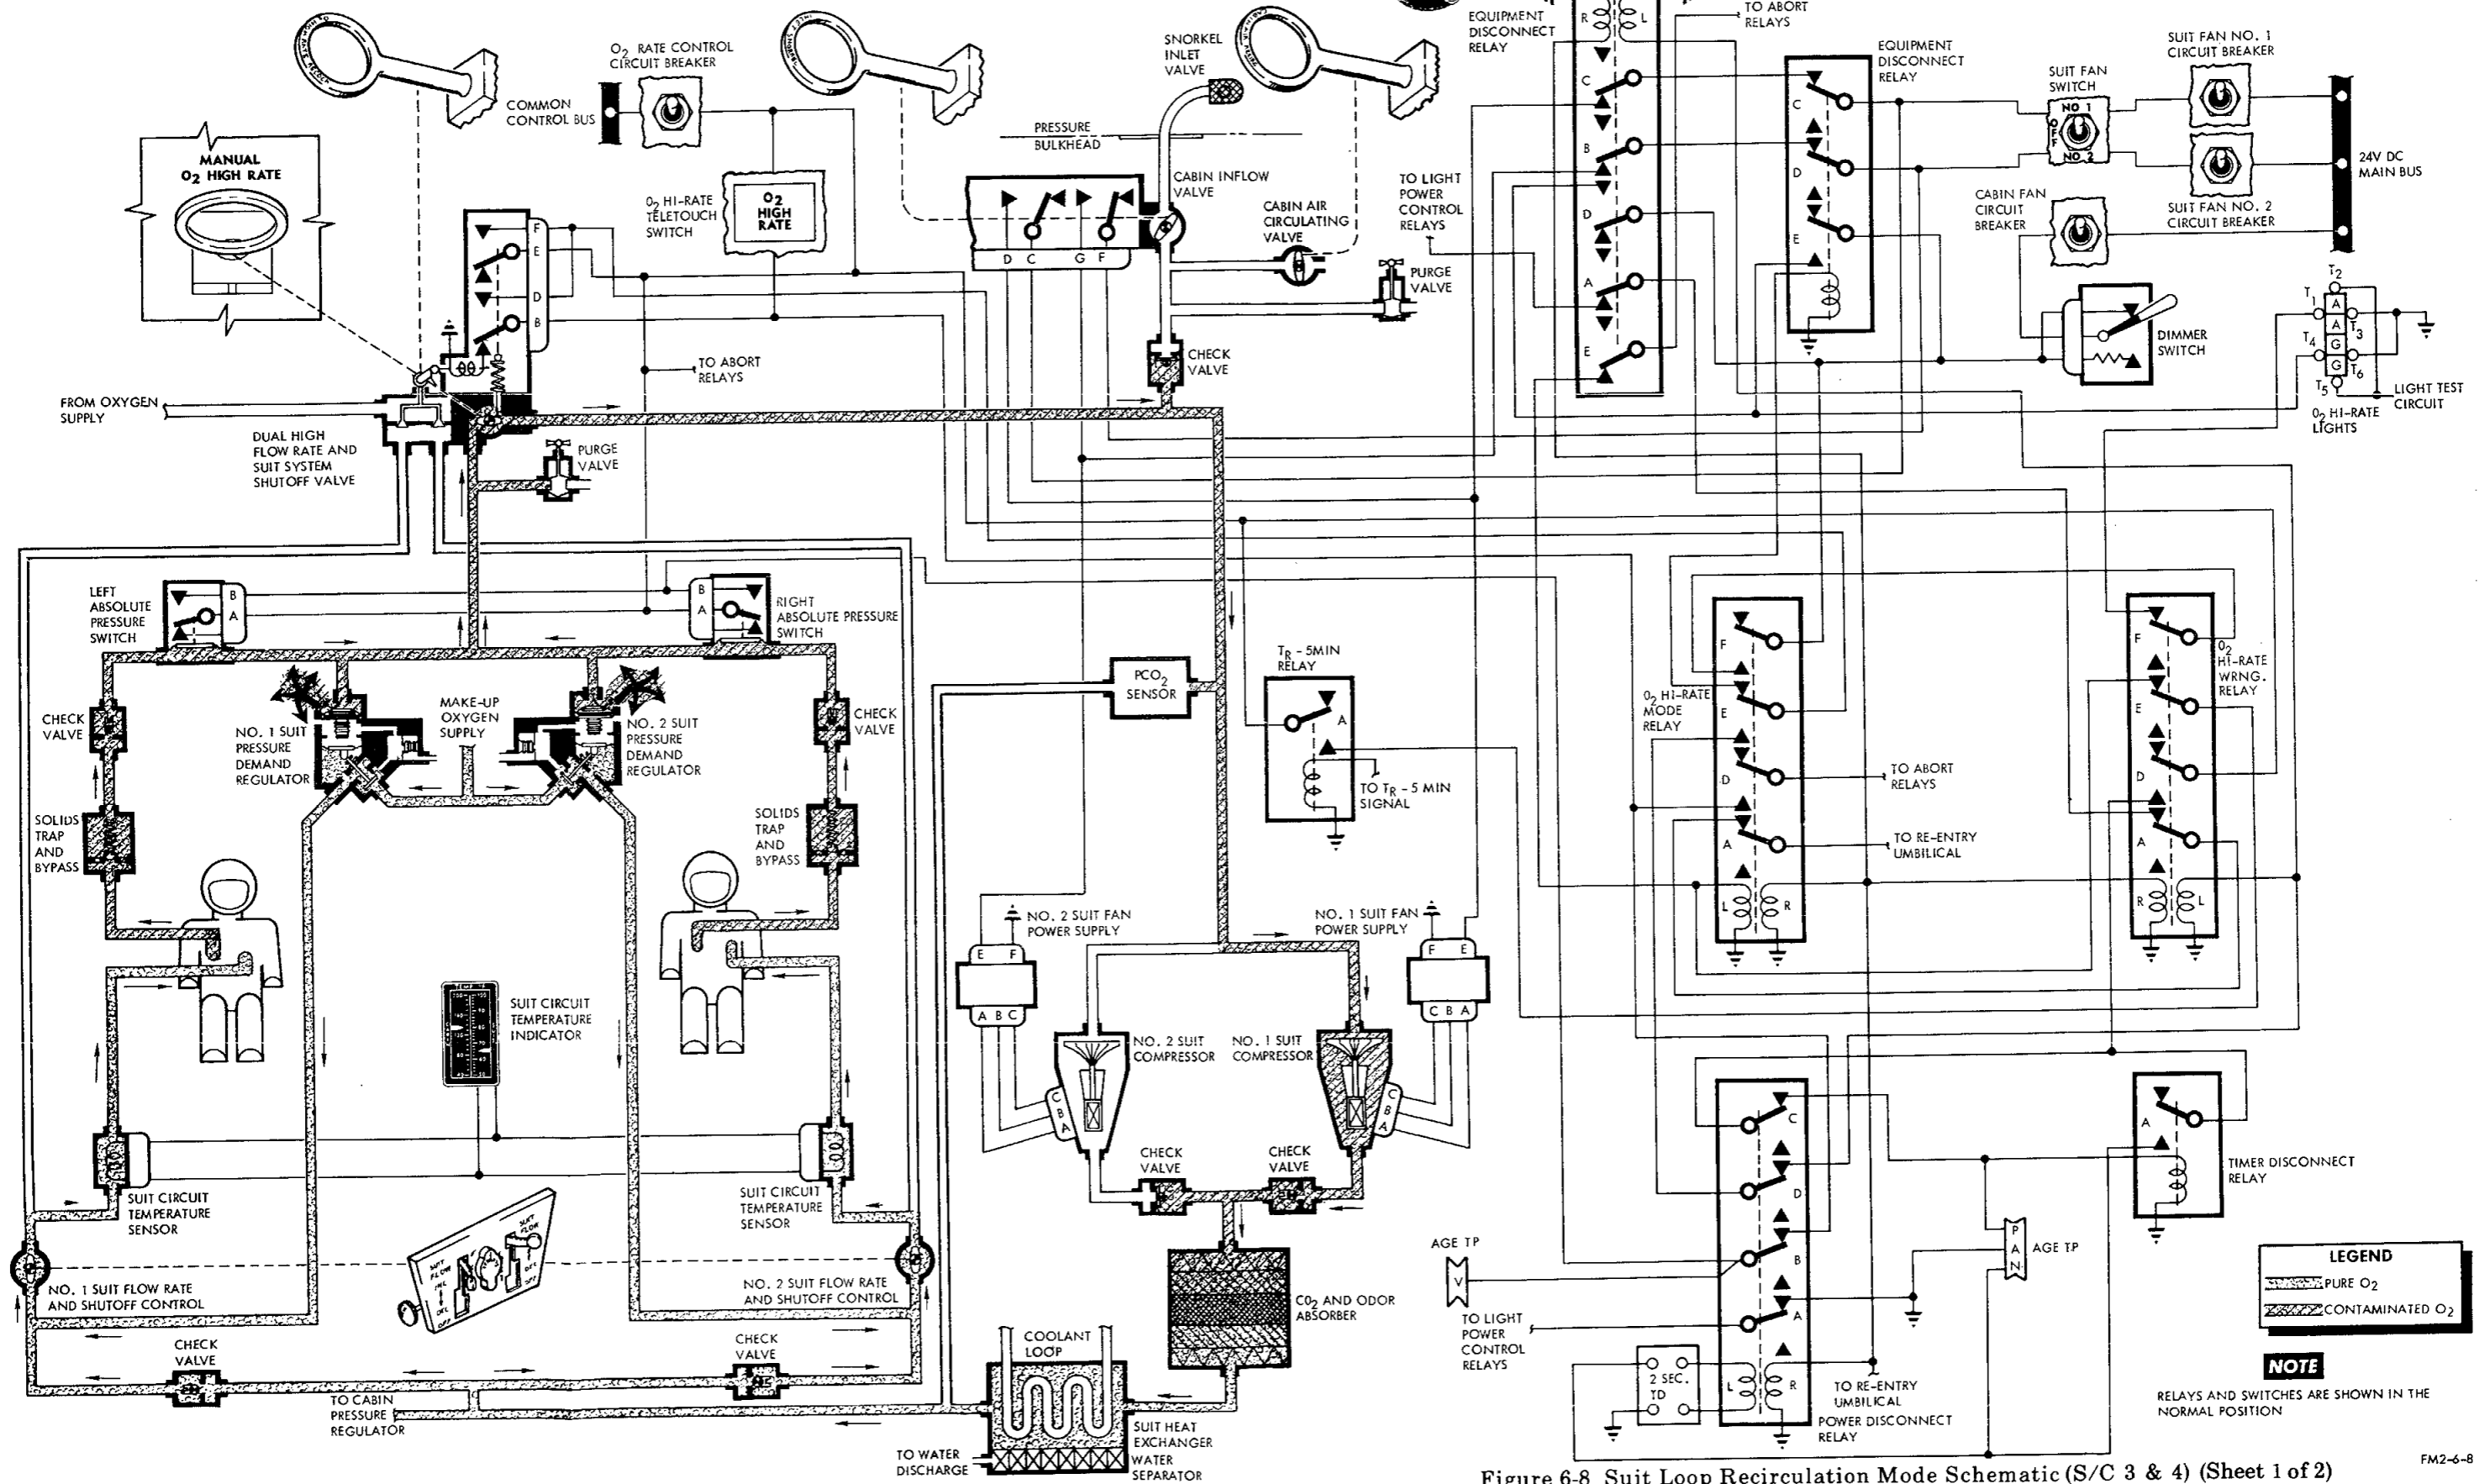 O2 RATE CONTROL
CIRCUIT BREAKER
COMMON
CONTROL BUS
MANUAL
O2 HIGH RATE
O2 HI-RATE
TELETOUCH
SWITCH
O2
HIGH
RATE
SNORKEL
INLET
VALVE
PRESSURE
BULKHEAD
CABIN INFLOW
VALVE
CABIN AIR
CIRCULATING
VALVE
PURGE
VALVE
D C G F
F
E
D
B
CHECK
VALVE
TO ABORT
RELAYS
FROM OXYGEN
SUPPLY
DUAL HIGH
FLOW RATE AND
SUIT SYSTEM
SHUTOFF VALVE
PURGE
VALVE
EQUIPMENT
DISCONNECT
RELAY
R L
C
B
D
A
E
TO ABORT
RELAYS
TO LIGHT
POWER
CONTROL
RELAYS
EQUIPMENT
DISCONNECT
RELAY
C
D
E
SUIT FAN
SWITCH
NO 1
OFF
NO 2
SUIT FAN NO. 1
CIRCUIT BREAKER
SUIT FAN NO. 2
CIRCUIT BREAKER
24V DC
MAIN BUS
CABIN FAN
CIRCUIT
BREAKER
DIMMER
SWITCH
T2
T1
T3
T4
T6
T5
A
A
G
G
LIGHT TEST
CIRCUIT
O2 HI-RATE
LIGHTS
LEFT
ABSOLUTE
PRESSURE
SWITCH
B
A
B
A
RIGHT
ABSOLUTE PRESSURE
SWITCH
CHECK
VALVE
NO. 1 SUIT
PRESSURE
DEMAND
REGULATOR
MAKE-UP
OXYGEN
SUPPLY
NO. 2 SUIT
PRESSURE
DEMAND
REGULATOR
CHECK
VALVE
SOLIDS
TRAP
AND
BYPASS
SOLIDS
TRAP
AND
BYPASS
PCO2
SENSOR
TR - 5MIN
RELAY
A
TO TR - 5 MIN
SIGNAL
O2 HI-RATE
MODE
RELAY
F
E
D
A
L R
TO ABORT
RELAYS
TO RE-ENTRY
UMBILICAL
O2
HI-RATE
WRNG.
RELAY
F
E
D
A
R L
NO. 2 SUIT FAN
POWER SUPPLY
E F
A B C
NO. 1 SUIT FAN
POWER SUPPLY
F E
C B A
SUIT CIRCUIT
TEMPERATURE
INDICATOR
NO. 2 SUIT
COMPRESSOR
C
B
A
NO. 1 SUIT
COMPRESSOR
C
B
A
CHECK
VALVE
CHECK
VALVE
SUIT CIRCUIT
TEMPERATURE
SENSOR
SUIT CIRCUIT
TEMPERATURE
SENSOR
SUIT
FLOW
OFF
SUIT
FLOW
OFF
NO. 1 SUIT FLOW RATE
AND SHUTOFF CONTROL
NO. 2 SUIT FLOW RATE
AND SHUTOFF CONTROL
CHECK
VALVE
CHECK
VALVE
TO CABIN
PRESSURE
REGULATOR
COOLANT
LOOP
CO2 AND ODOR
ABSORBER
SUIT HEAT
EXCHANGER
WATER
SEPARATOR
TO WATER
DISCHARGE
AGE TP
V
TO LIGHT
POWER
CONTROL
RELAYS
C
D
B
A
L R
2 SEC.
TD
TO RE-ENTRY
UMBILICAL
POWER DISCONNECT
RELAY
A
TIMER DISCONNECT
RELAY
P
A
N
AGE TP
LEGEND
PURE O2
CONTAMINATED O2
NOTE
RELAYS AND SWITCHES ARE SHOWN IN THE
NORMAL POSITION
FM2-6-8
Figure 6-8 Suit Loop Recirculation Mode Schematic (S/C 3 & 4) (Sheet 1 of 2)